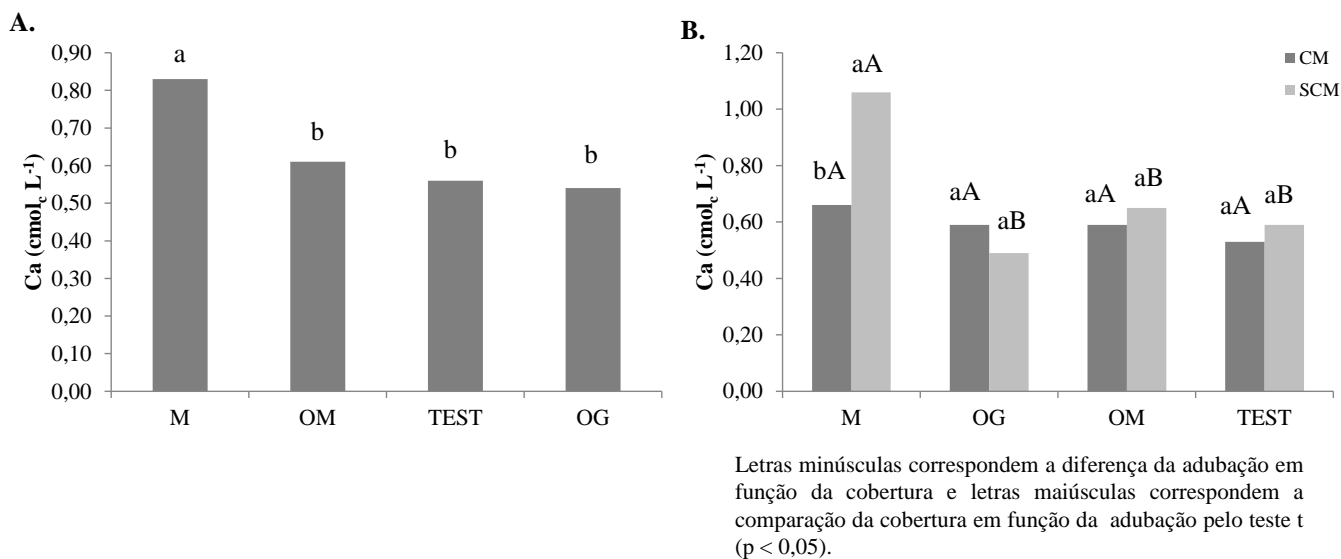 A.
Ca (cmolc L-1)
0,90
0,80
0,70
0,60
0,50
0,40
0,30
0,20
0,10
0,00
a
b
b
b
M OM TEST OG
B.
Ca (cmolc L-1)
1,20
1,00
0,80
0,60
0,40
0,20
0,00
CM
SCM
bA aA
aA aB
aA aB
aA aB
M OG OM TEST
Letras minúsculas correspondem a diferença da adubação em
função da cobertura e letras maiúsculas correspondem a
comparação da cobertura em função da adubação pelo teste t
(p < 0,05).